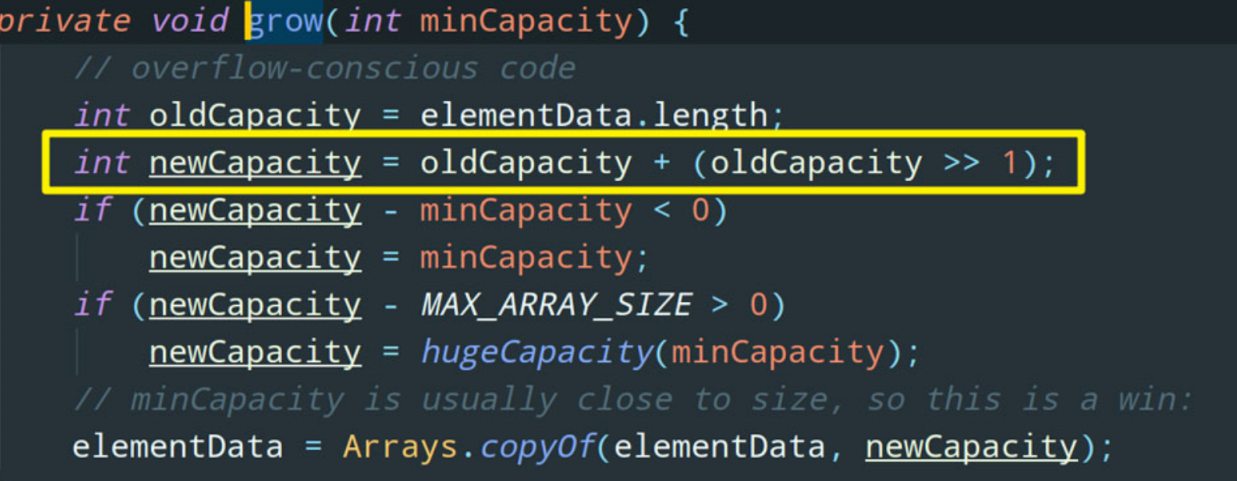 private void grow(int minCapacity) {
// overflow-conscious code
int oldCapacity = elementData.length;
int newCapacity = oldCapacity + (oldCapacity >> 1);
if (newCapacity - minCapacity < 0)
newCapacity = minCapacity;
if (newCapacity - MAX_ARRAY_SIZE > 0)
newCapacity = hugeCapacity(minCapacity);
// minCapacity is usually close to size, so this is a win:
elementData = Arrays.copyOf(elementData, newCapacity);